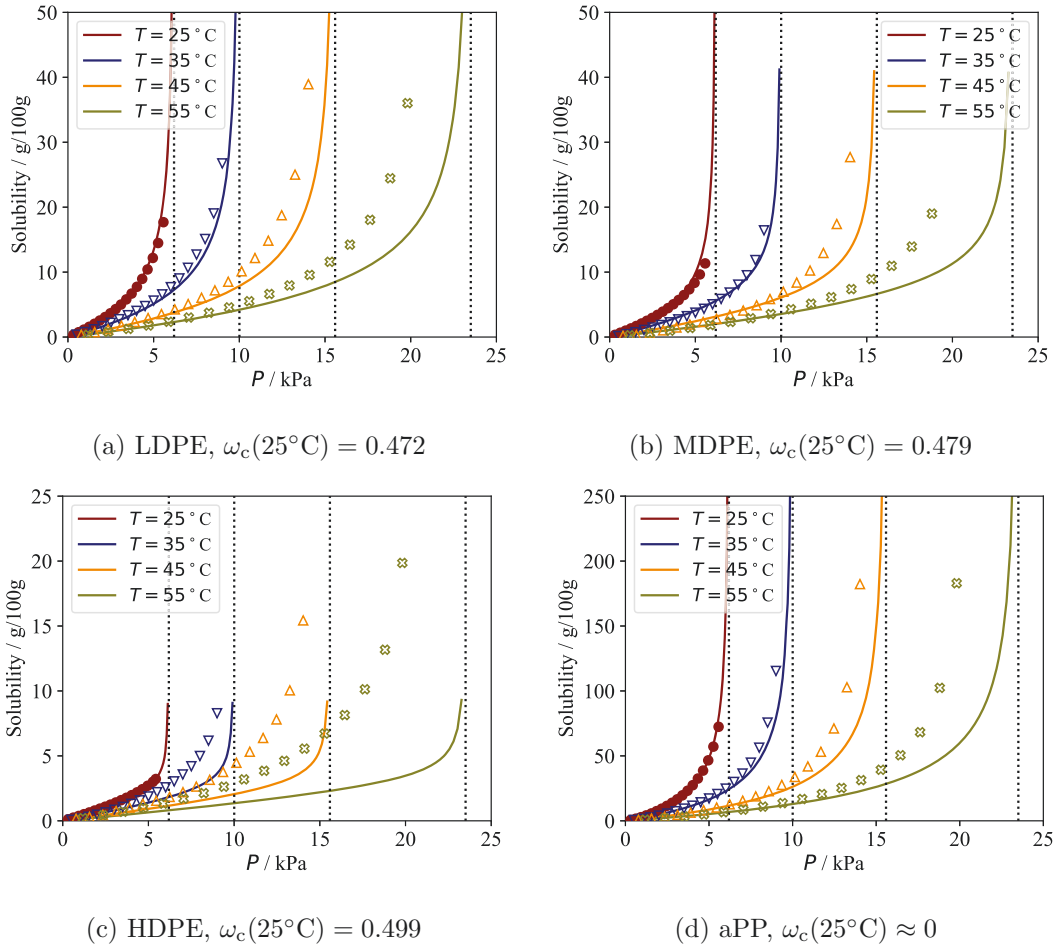 50
40
30
20
10
0
Solubility / g/100g
T = 25 °C
T = 35 °C
T = 45 °C
T = 55 °C
0 5 10 15 20 25
P / kPa
50
40
30
20
10
0
Solubility / g/100g
T = 25 °C
T = 35 °C
T = 45 °C
T = 55 °C
0 5 10 15 20 25
P / kPa
(a) LDPE, ωc(25°C) = 0.472
(b) MDPE, ωc(25°C) = 0.479
25
20
15
10
5
0
Solubility / g/100g
T = 25 °C
T = 35 °C
T = 45 °C
T = 55 °C
0 5 10 15 20 25
P / kPa
250
200
150
100
50
0
Solubility / g/100g
T = 25 °C
T = 35 °C
T = 45 °C
T = 55 °C
0 5 10 15 20 25
P / kPa
(c) HDPE, ωc(25°C) = 0.499
(d) aPP, ωc(25°C) ≈ 0